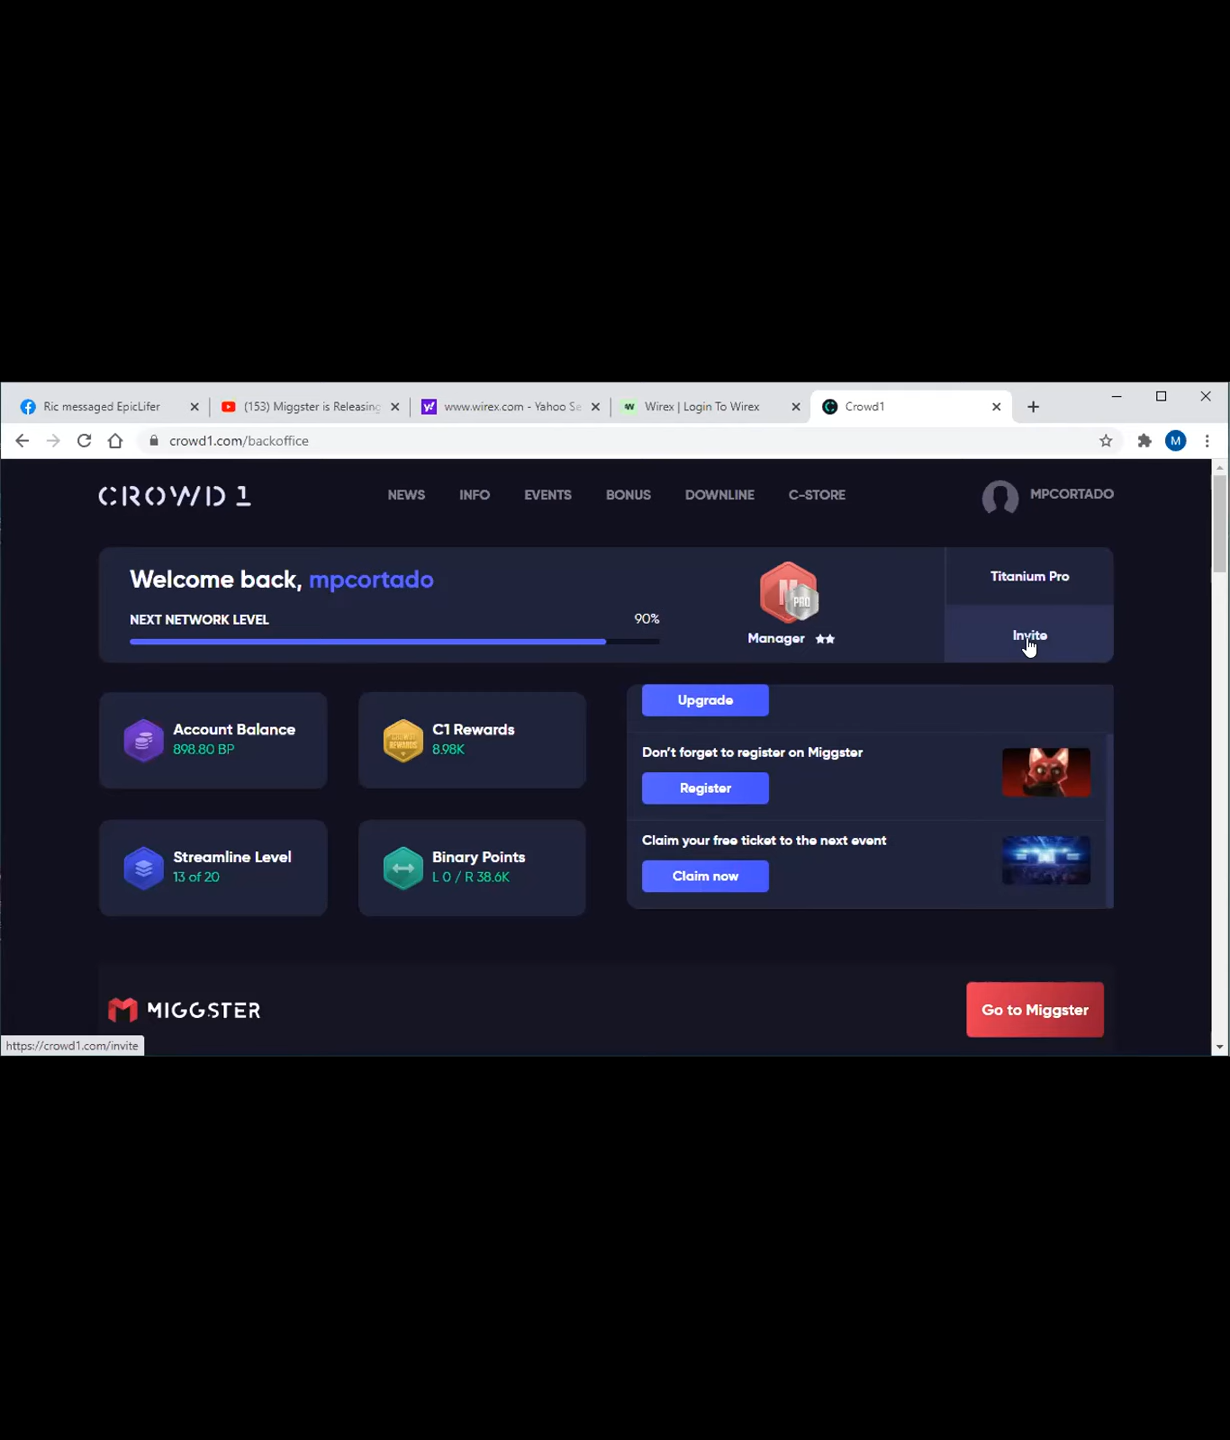 Ric messaged EpicLifer
(153) Miggster is Releasing
www.wirex.com - Yahoo Se
Wirex | Login To Wirex
Crowd1
crowd1.com/backoffice
M
CROWD 1
NEWS
INFO
EVENTS
BONUS
DOWNLINE
C-STORE
MPCORTADO
Welcome back, mpcortado
NEXT NETWORK LEVEL
90%
PRO
Manager
Titanium Pro
Invite
Account Balance
898.80 BP
C1 Rewards
8.98K
Streamline Level
13 of 20
Binary Points
L 0 / R 38.6K
Upgrade
Don't forget to register on Miggster
Register
Claim your free ticket to the next event
Claim now
MIGGSTER
Go to Miggster
https://crowd1.com/invite